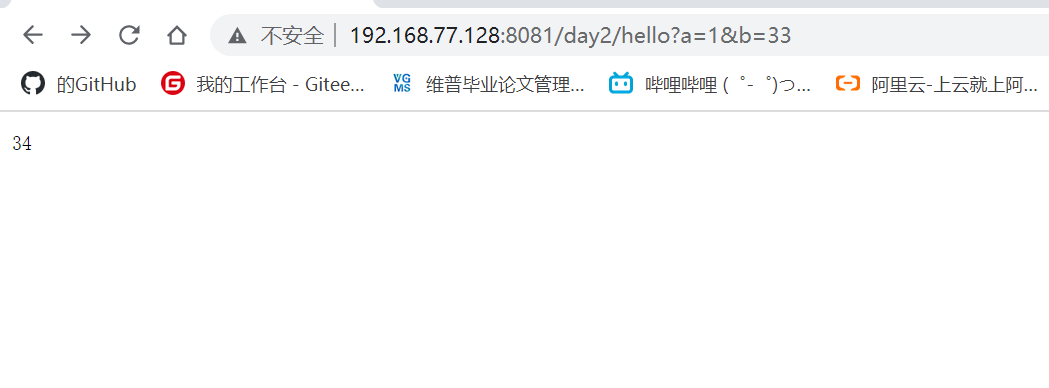 不安全 192.168.77.128:8081/day2/hello?a=1&b=33
的GitHub 我的工作台 - Gitee... VG MS 维普毕业论文管理... 哔哩哔哩 ( ゜- ゜)つ... 阿里云-上云就上阿...
34